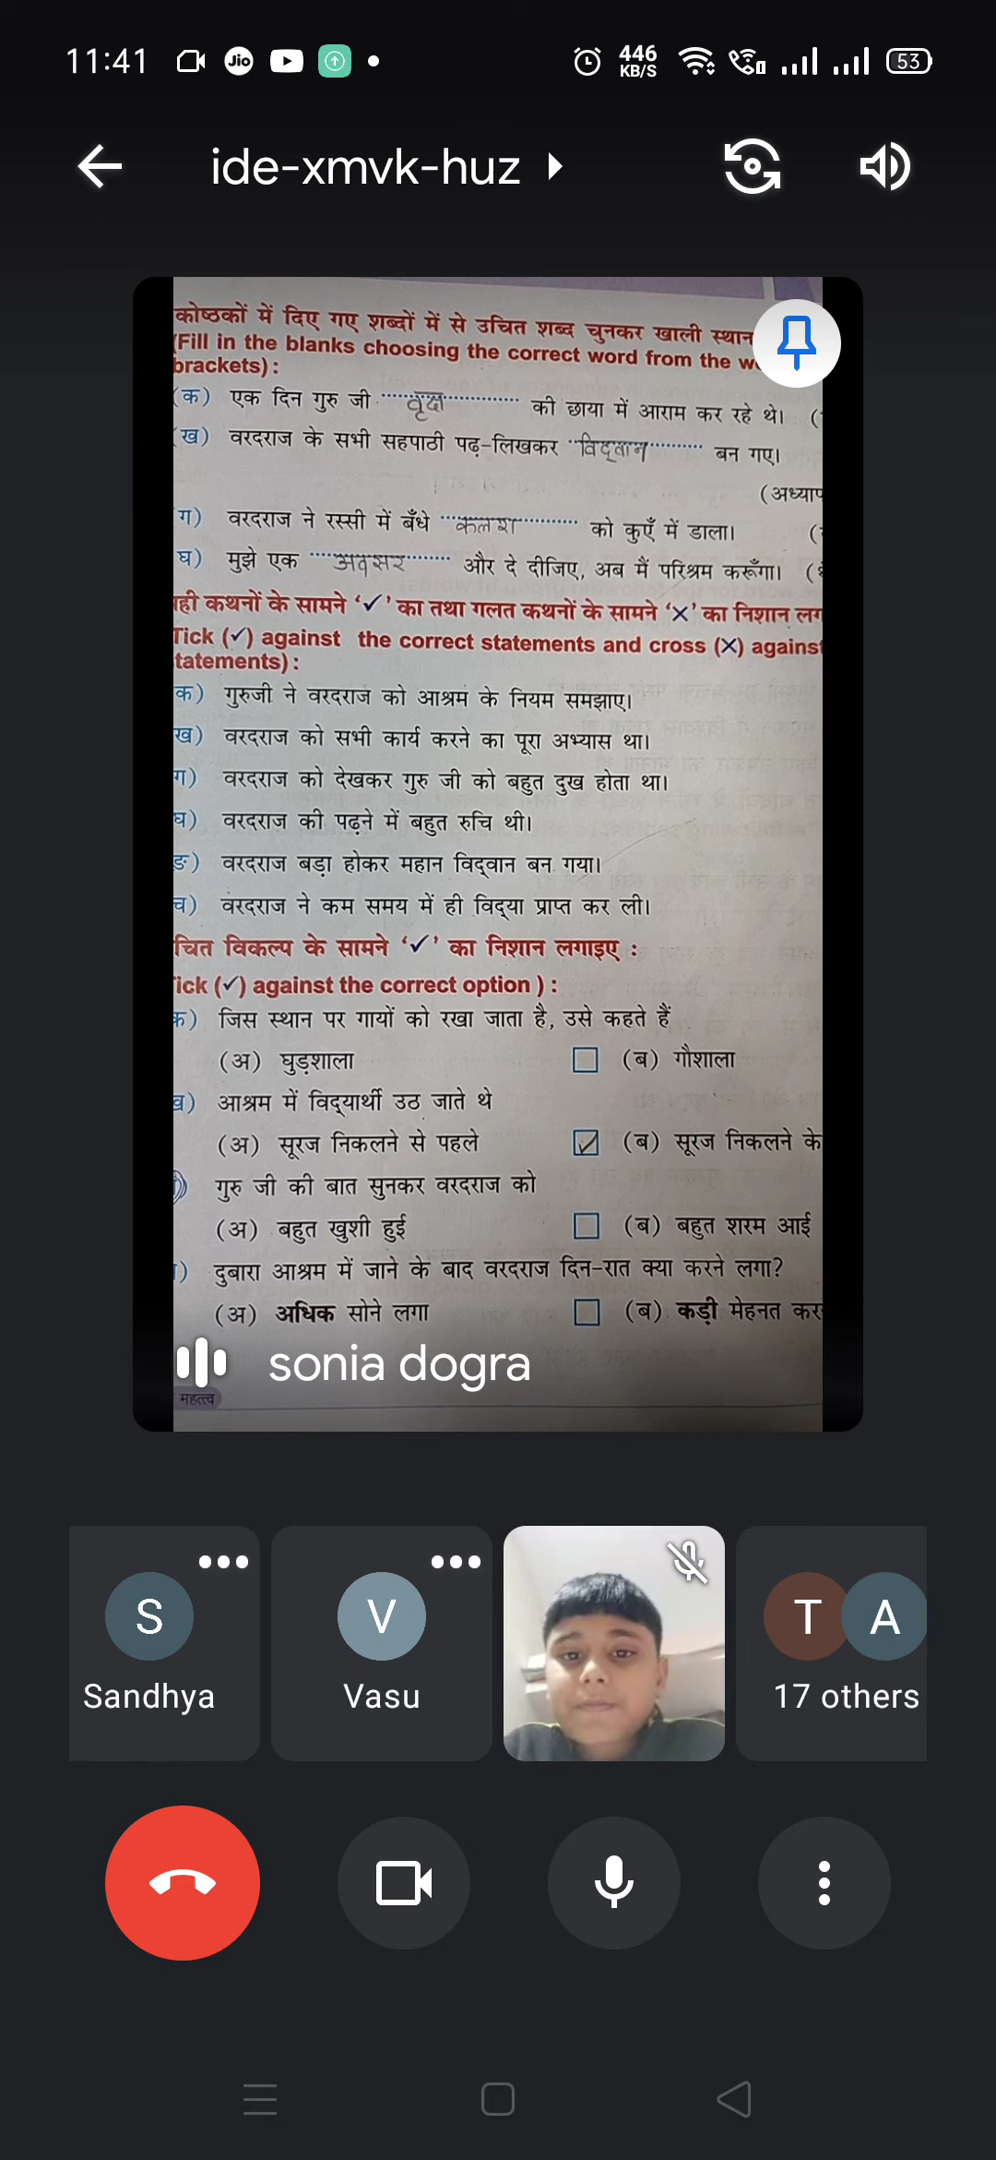 11:41
Jio
446
KB/S
53
ide-xmvk-huz
कोष्ठकों में दिए गए शब्दों में से उचित शब्द चुनकर खाली स्थान
(Fill in the blanks choosing the correct word from the
brackets) :
(क) एक दिन गुरु जी वृक्ष की छाया में आराम कर रहे थे। (
(ख) वरदराज के सभी सहपाठी पढ़-लिखकर विद्वान बन गए।
(अध्याप
ग) वरदराज ने रस्सी में बँधे कलश को कुएँ में डाला। (
घ) मुझे एक अवसर और दे दीजिए, अब मैं परिश्रम करूँगा। (
ही कथनों के सामने ‘✓’ का तथा गलत कथनों के सामने ‘✕’ का निशान लग
Tick (✓) against the correct statements and cross (✕) against
tatements) :
क) गुरुजी ने वरदराज को आश्रम के नियम समझाए।
ख) वरदराज को सभी कार्य करने का पूरा अभ्यास था।
ग) वरदराज को देखकर गुरु जी को बहुत दुख होता था।
घ) वरदराज की पढ़ने में बहुत रुचि थी।
ङ) वरदराज बड़ा होकर महान विद्वान बन गया।
च) वरदराज ने कम समय में ही विद्या प्राप्त कर ली।
चित विकल्प के सामने ‘✓’ का निशान लगाइए :
ick (✓) against the correct option ) :
क) जिस स्थान पर गायों को रखा जाता है, उसे कहते हैं
(अ) घुड़शाला (ब) गौशाला
ख) आश्रम में विद्यार्थी उठ जाते थे
(अ) सूरज निकलने से पहले ✓ (ब) सूरज निकलने के
गुरु जी की बात सुनकर वरदराज को
(अ) बहुत खुशी हुई (ब) बहुत शरम आई
) दुबारा आश्रम में जाने के बाद वरदराज दिन-रात क्या करने लगा?
(अ) अधिक सोने लगा (ब) कड़ी मेहनत कर
sonia dogra
महत्त्व
S
Sandhya
V
Vasu
T A
17 others